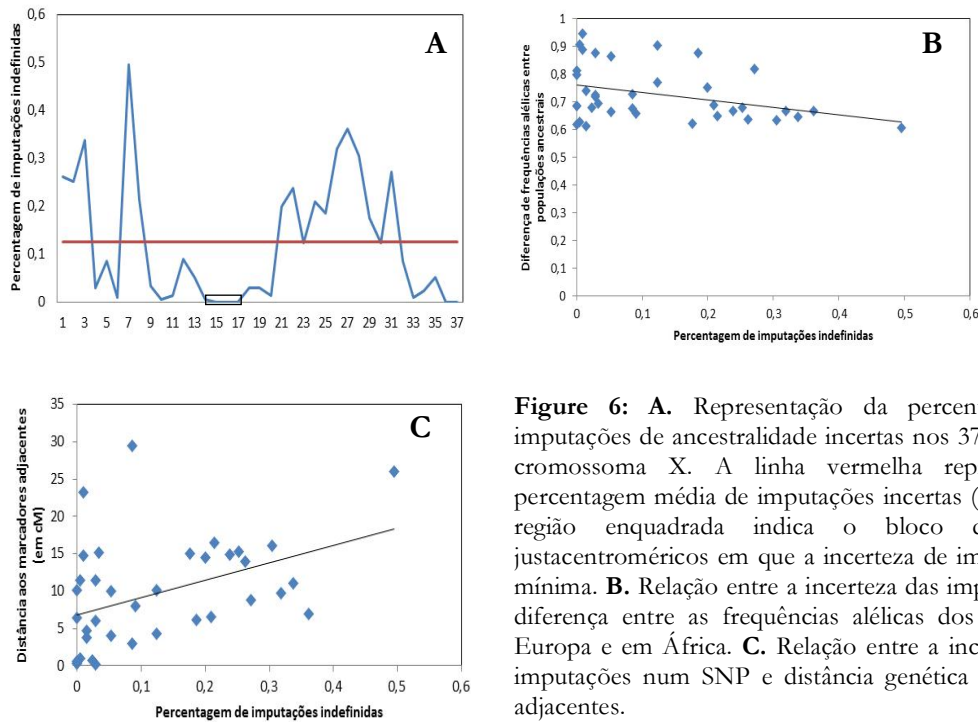 A
Percentagem de imputações indefinidas
0,6
0,5
0,4
0,3
0,2
0,1
0
1 3 5 7 9 11 13 15 17 19 21 23 25 27 29 31 33 35 37
B
Diferença de frequências alélicas entre
populações ancestrais
1
0,9
0,8
0,7
0,6
0,5
0,4
0,3
0,2
0,1
0
0 0,1 0,2 0,3 0,4 0,5 0,6
Percentagem de imputações indefinidas
C
Distância aos marcadores adjacentes
(em cM)
35
30
25
20
15
10
5
0
0 0,1 0,2 0,3 0,4 0,5 0,6
Percentagem de imputações indefinidas
Figure 6: A. Representação da percen
imputações de ancestralidade incertas nos 37
cromossoma X. A linha vermelha rep
percentagem média de imputações incertas (
região enquadrada indica o bloco d
justacentroméricos em que a incerteza de im
mínima. B. Relação entre a incerteza das imp
diferença entre as frequências alélicas dos
Europa e em África. C. Relação entre a inc
imputações num SNP e distância genética
adjacentes.